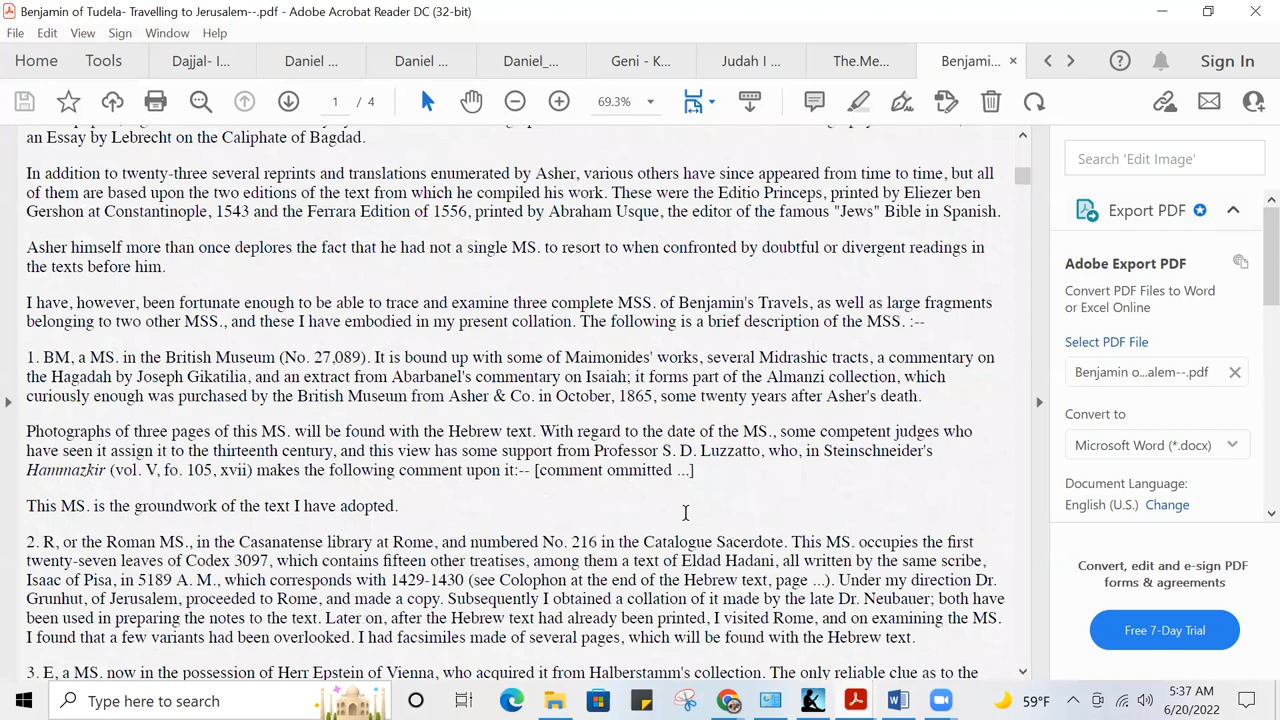 Benjamin of Tudela- Travelling to Jerusalem--.pdf - Adobe Acrobat Reader DC (32-bit)
File Edit View Sign Window Help
Home Tools Dajjal- I... Daniel ... Daniel ... Daniel_... Geni - K... Judah I ... The.Me... Benjami... Sign In
1 / 4 69.3%
an Essay by Lebrecht on the Caliphate of Bagdad.
In addition to twenty-three several reprints and translations enumerated by Asher, various others have since appeared from time to time, but all
of them are based upon the two editions of the text from which he compiled his work. These were the Editio Princeps, printed by Eliezer ben
Gershon at Constantinople, 1543 and the Ferrara Edition of 1556, printed by Abraham Usque, the editor of the famous "Jews" Bible in Spanish.
Asher himself more than once deplores the fact that he had not a single MS. to resort to when confronted by doubtful or divergent readings in
the texts before him.
I have, however, been fortunate enough to be able to trace and examine three complete MSS. of Benjamin's Travels, as well as large fragments
belonging to two other MSS., and these I have embodied in my present collation. The following is a brief description of the MSS. :--
1. BM, a MS. in the British Museum (No. 27,089). It is bound up with some of Maimonides' works, several Midrashic tracts, a commentary on
the Hagadah by Joseph Gikatilia, and an extract from Abarbanel's commentary on Isaiah; it forms part of the Almanzi collection, which
curiously enough was purchased by the British Museum from Asher & Co. in October, 1865, some twenty years after Asher's death.
Photographs of three pages of this MS. will be found with the Hebrew text. With regard to the date of the MS., some competent judges who
have seen it assign it to the thirteenth century, and this view has some support from Professor S. D. Luzzatto, who, in Steinschneider's
Hammazkir (vol. V, fo. 105, xvii) makes the following comment upon it:-- [comment ommitted ...]
This MS. is the groundwork of the text I have adopted.
2. R, or the Roman MS., in the Casanatense library at Rome, and numbered No. 216 in the Catalogue Sacerdote. This MS. occupies the first
twenty-seven leaves of Codex 3097, which contains fifteen other treatises, among them a text of Eldad Hadani, all written by the same scribe,
Isaac of Pisa, in 5189 A. M., which corresponds with 1429-1430 (see Colophon at the end of the Hebrew text, page ...). Under my direction Dr.
Grunhut, of Jerusalem, proceeded to Rome, and made a copy. Subsequently I obtained a collation of it made by the late Dr. Neubauer; both have
been used in preparing the notes to the text. Later on, after the Hebrew text had already been printed, I visited Rome, and on examining the MS.
I found that a few variants had been overlooked. I had facsimiles made of several pages, which will be found with the Hebrew text.
3. E, a MS. now in the possession of Herr Epstein of Vienna, who acquired it from Halberstamm's collection. The only reliable clue as to the
Search 'Edit Image'
Export PDF
Adobe Export PDF
Convert PDF Files to Word
or Excel Online
Select PDF File
Benjamin o...alem--.pdf
Convert to
Microsoft Word (*.docx)
Document Language:
English (U.S.) Change
Convert, edit and e-sign PDF
forms & agreements
Free 7-Day Trial
Type here to search
59°F
5:37 AM
6/20/2022